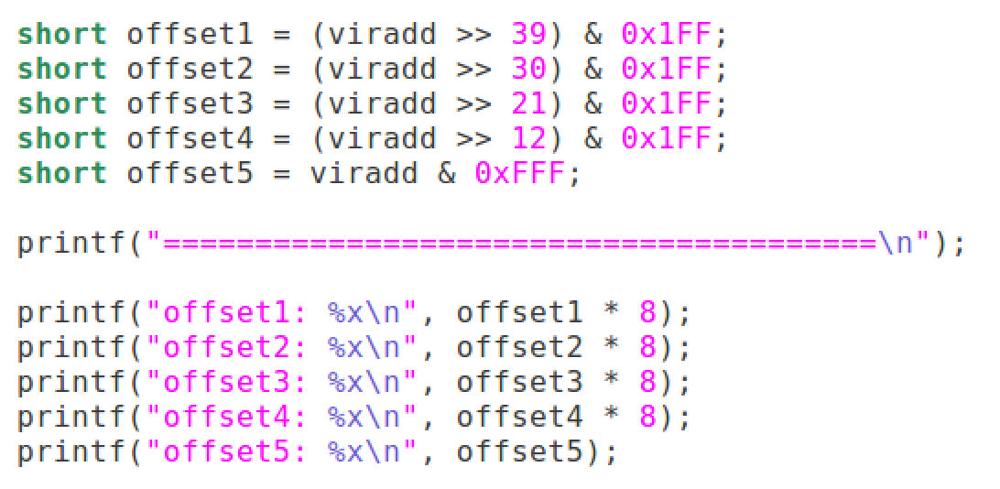 short offset1 = (viradd >> 39) & 0x1FF;
short offset2 = (viradd >> 30) & 0x1FF;
short offset3 = (viradd >> 21) & 0x1FF;
short offset4 = (viradd >> 12) & 0x1FF;
short offset5 = viradd & 0xFFF;

printf("=======================================\n");

printf("offset1: %x\n", offset1 * 8);
printf("offset2: %x\n", offset2 * 8);
printf("offset3: %x\n", offset3 * 8);
printf("offset4: %x\n", offset4 * 8);
printf("offset5: %x\n", offset5);